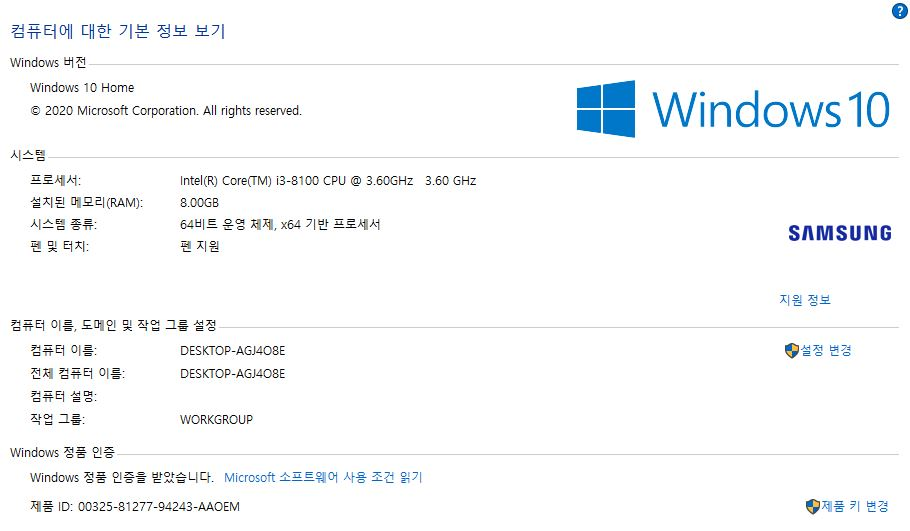 ?
컴퓨터에 대한 기본 정보 보기
Windows 버전
Windows 10 Home
© 2020 Microsoft Corporation. All rights reserved.
Windows 10
시스템
프로세서: Intel(R) Core(TM) i3-8100 CPU @ 3.60GHz 3.60 GHz
설치된 메모리(RAM): 8.00GB
시스템 종류: 64비트 운영 체제, x64 기반 프로세서
펜 및 터치: 펜 지원
SAMSUNG
지원 정보
컴퓨터 이름, 도메인 및 작업 그룹 설정
컴퓨터 이름: DESKTOP-AGJ4O8E
설정 변경
전체 컴퓨터 이름: DESKTOP-AGJ4O8E
컴퓨터 설명:
작업 그룹: WORKGROUP
Windows 정품 인증
Windows 정품 인증을 받았습니다. Microsoft 소프트웨어 사용 조건 읽기
제품 ID: 00325-81277-94243-AAOEM
제품 키 변경